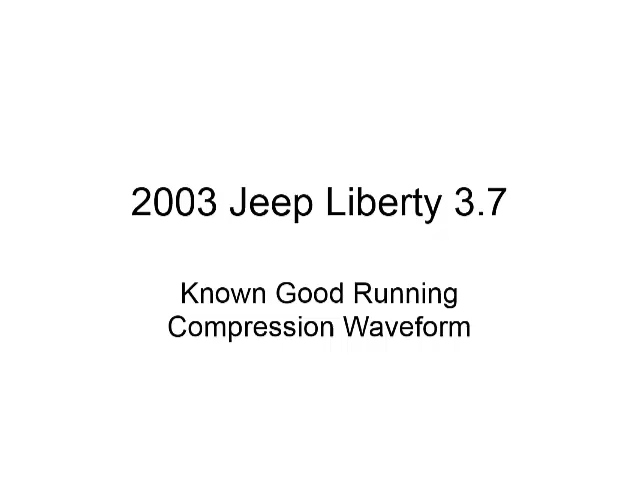 2003 Jeep Liberty 3.7
Known Good Running
Compression Waveform